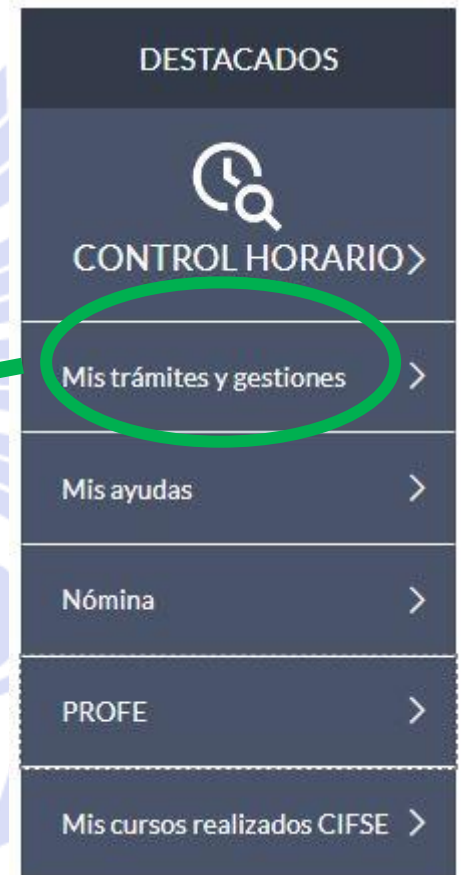 DESTACADOS
CONTROL HORARIO
Mis trámites y gestiones
Mis ayudas
Nómina
PROFE
Mis cursos realizados CIFSE